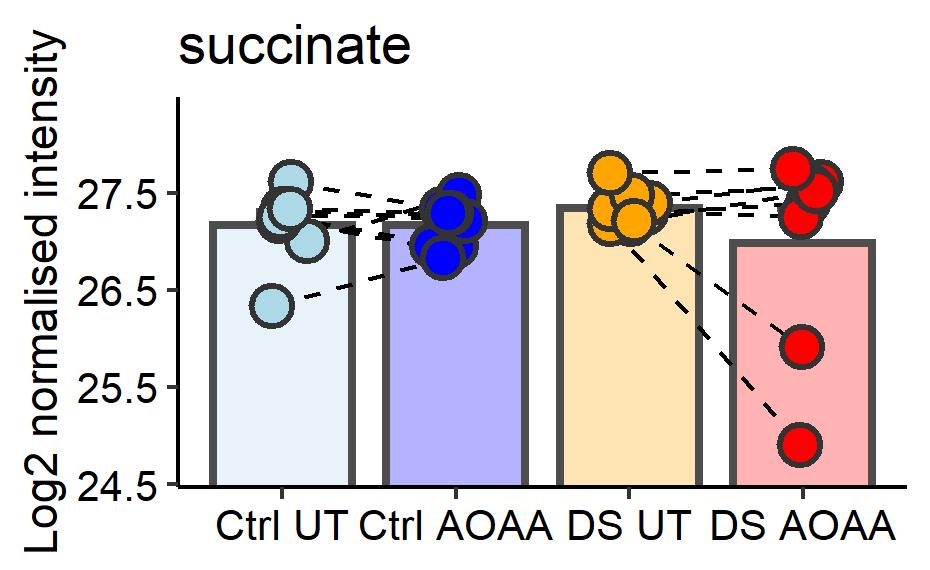 succinate
Log2 normalised intensity
27.5
26.5
25.5
24.5
Ctrl UT Ctrl AOAA DS UT DS AOAA